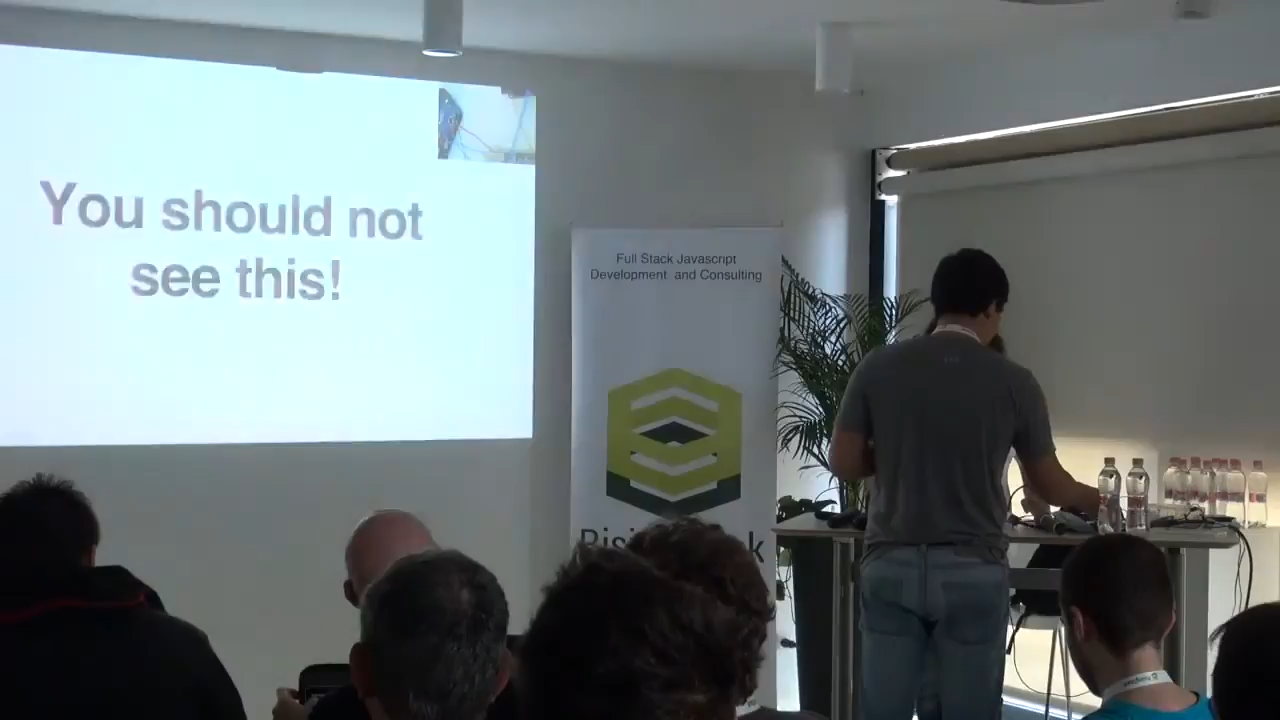 You should not
see this!
Full Stack Javascript
Development and Consulting